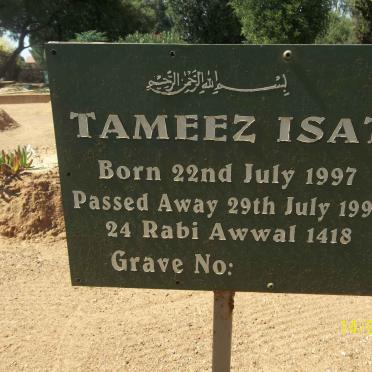 بسم الله الرحمن الرحيم
TAMEEZ ISAT
Born 22nd July 1997
Passed Away 29th July 199
24 Rabi Awwal 1418
Grave No: